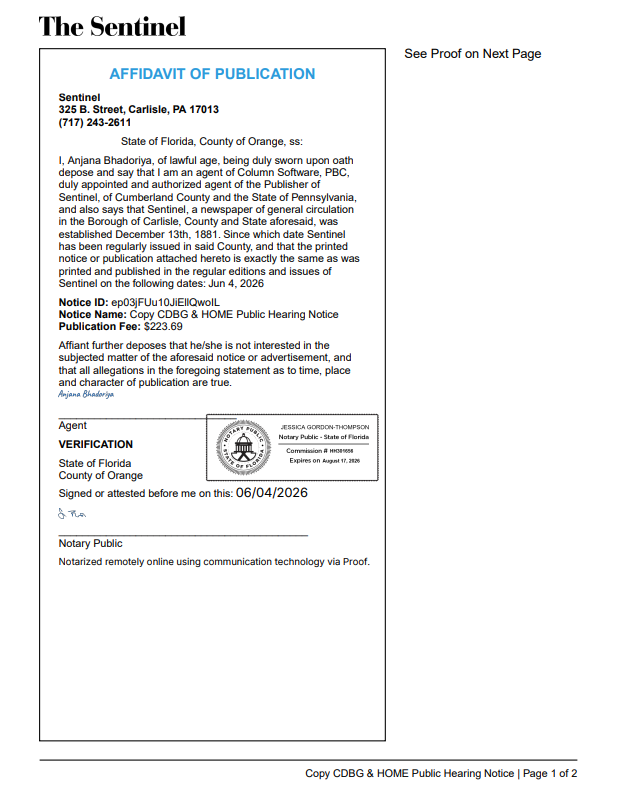 The Sentinel
See Proof on Next Page
AFFIDAVIT OF PUBLICATION
Sentinel
325 B. Street, Carlisle, PA 17013
(717) 243-2611
State of Florida, County of Orange, ss:
I, Anjana Bhadoriya, of lawful age, being duly sworn upon oath
depose and say that I am an agent of Column Software, PBC,
duly appointed and authorized agent of the Publisher of
Sentinel, of Cumberland County and the State of Pennsylvania,
and also says that Sentinel, a newspaper of general circulation
in the Borough of Carlisle, County and State aforesaid, was
established December 13th, 1881. Since which date Sentinel
has been regularly issued in said County, and that the printed
notice or publication attached hereto is exactly the same as was
printed and published in the regular editions and issues of
Sentinel on the following dates: Jun 4, 2026
Notice ID: ep03jFUu10JiEllQwoIL
Notice Name: Copy CDBG & HOME Public Hearing Notice
Publication Fee: $223.69
Affiant further deposes that he/she is not interested in the
subjected matter of the aforesaid notice or advertisement, and
that all allegations in the foregoing statement as to time, place
and character of publication are true.
Anjana Bhadoriya
Agent
VERIFICATION
State of Florida
County of Orange
NOTARY PUBLIC
STATE OF FLORIDA
JESSICA GORDON-THOMPSON
Notary Public - State of Florida
Commission # HH301656
Expires on August 17, 2026
Signed or attested before me on this: 06/04/2026
Notary Public
Notarized remotely online using communication technology via Proof.
Copy CDBG & HOME Public Hearing Notice | Page 1 of 2